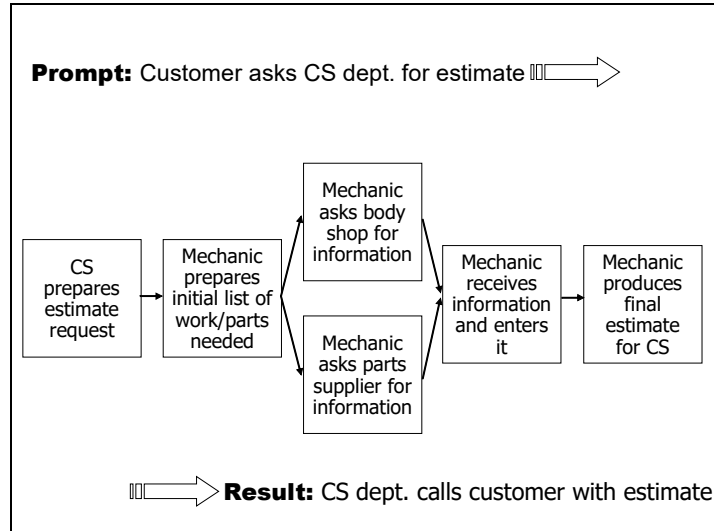 Prompt: Customer asks CS dept. for estimate
CS
prepares
estimate
request
Mechanic
prepares
initial list of
work/parts
needed
Mechanic
asks body
shop for
information
Mechanic
asks parts
supplier for
information
Mechanic
receives
information
and enters
it
Mechanic
produces
final
estimate
for CS
Result: CS dept. calls customer with estimate